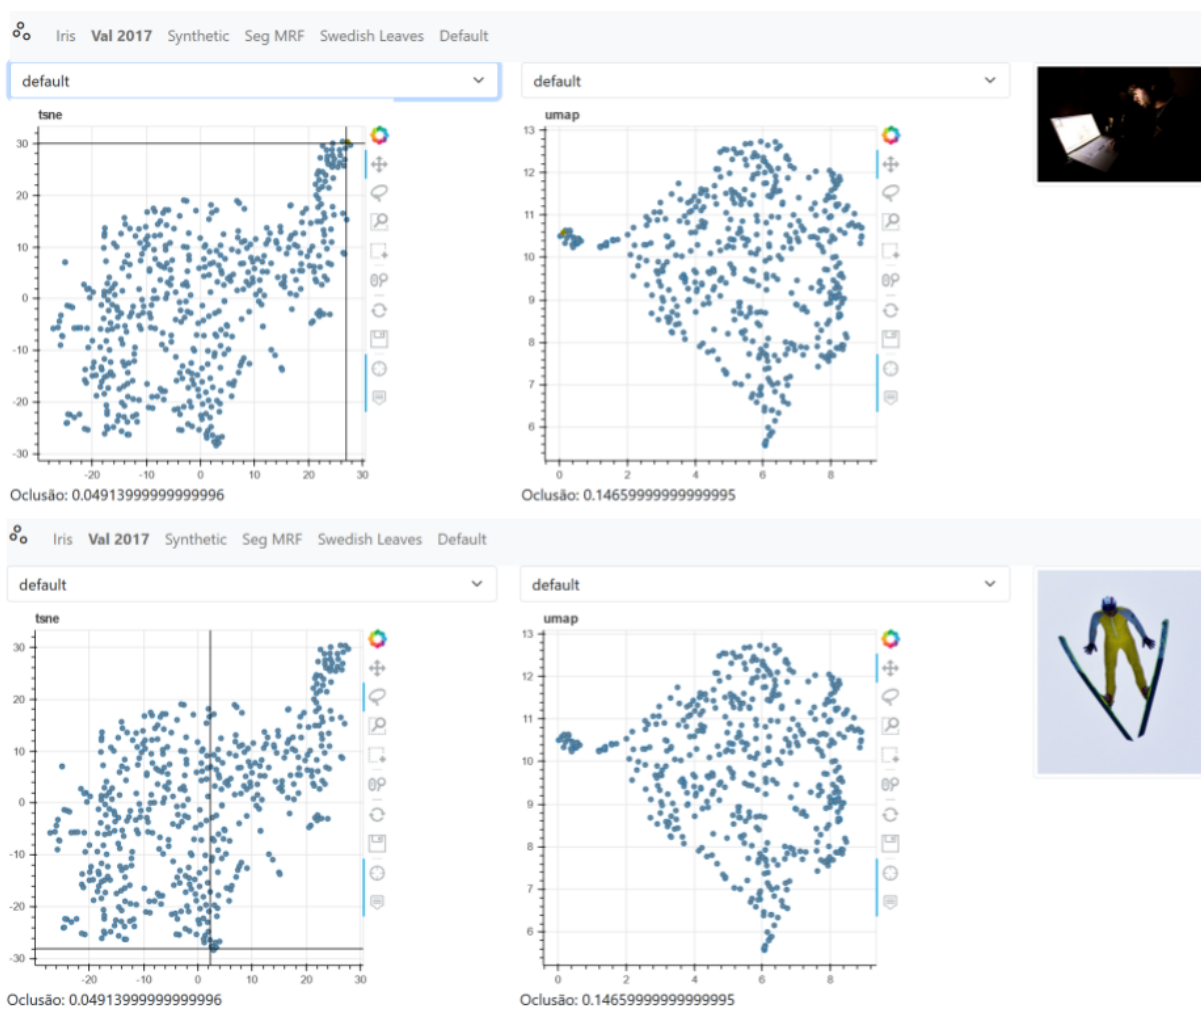 Iris Val 2017 Synthetic Seg MRF Swedish Leaves Default
default default
tsne umap
30
20
10
0
-10
-20
-30
-20 -10 0 10 20 30
13
12
11
10
9
8
7
6
0 2 4 6 8
Oclusão: 0.04913999999999996 Oclusão: 0.14659999999999995
Iris Val 2017 Synthetic Seg MRF Swedish Leaves Default
default default
tsne umap
30
20
10
0
-10
-20
-30
-20 -10 0 10 20 30
13
12
11
10
9
8
7
6
0 2 4 6 8
Oclusão: 0.04913999999999996 Oclusão: 0.14659999999999995